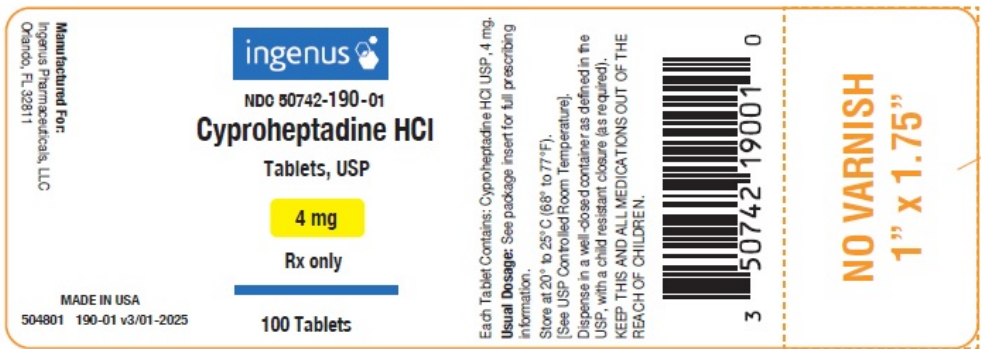 Manufactured For:
Ingenus Pharmaceuticals, LLC
Orlando, FL 32811
MADE IN USA
504801 190-01 v3/01-2025
ingenus
NDC 50742-190-01
Cyproheptadine HCl
Tablets, USP
4 mg
Rx only
100 Tablets
Each Tablet Contains: Cyproheptadine HCl USP, 4 mg.
Usual Dosage: See package insert for full prescribing
information.
Store at 20° to 25°C (68° to 77°F).
[See USP Controlled Room Temperature].
Dispense in a well-closed container as defined in the
USP, with a child resistant closure (as required).
KEEP THIS AND ALL MEDICATIONS OUT OF THE
REACH OF CHILDREN.
3 50742 19001 0
NO VARNISH
1" x 1.75"